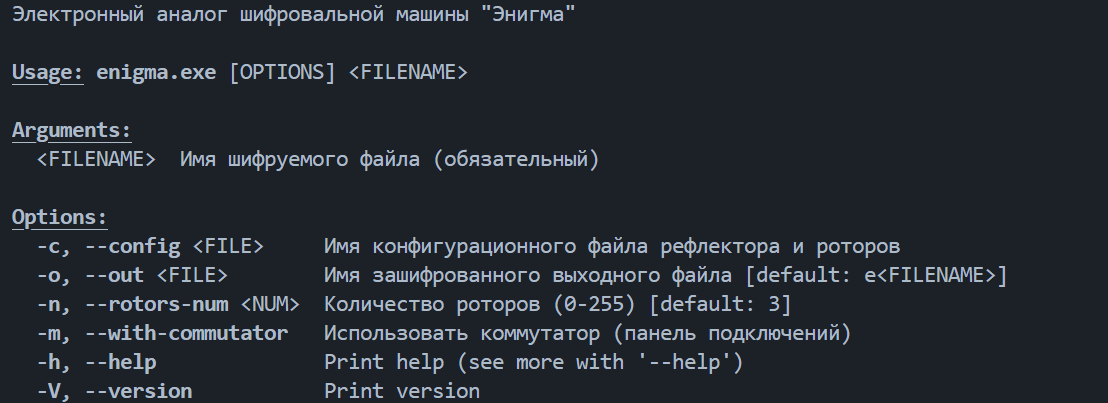 Электронный аналог шифровальной машины "Энигма"
Usage: enigma.exe [OPTIONS] <FILENAME>
Arguments:
<FILENAME>  Имя шифруемого файла (обязательный)
Options:
-c, --config <FILE>     Имя конфигурационного файла рефлектора и роторов
-o, --out <FILE>        Имя зашифрованного выходного файла [default: e<FILENAME>]
-n, --rotors-num <NUM>  Количество роторов (0-255) [default: 3]
-m, --with-commutator   Использовать коммутатор (панель подключений)
-h, --help              Print help (see more with '--help')
-V, --version           Print version